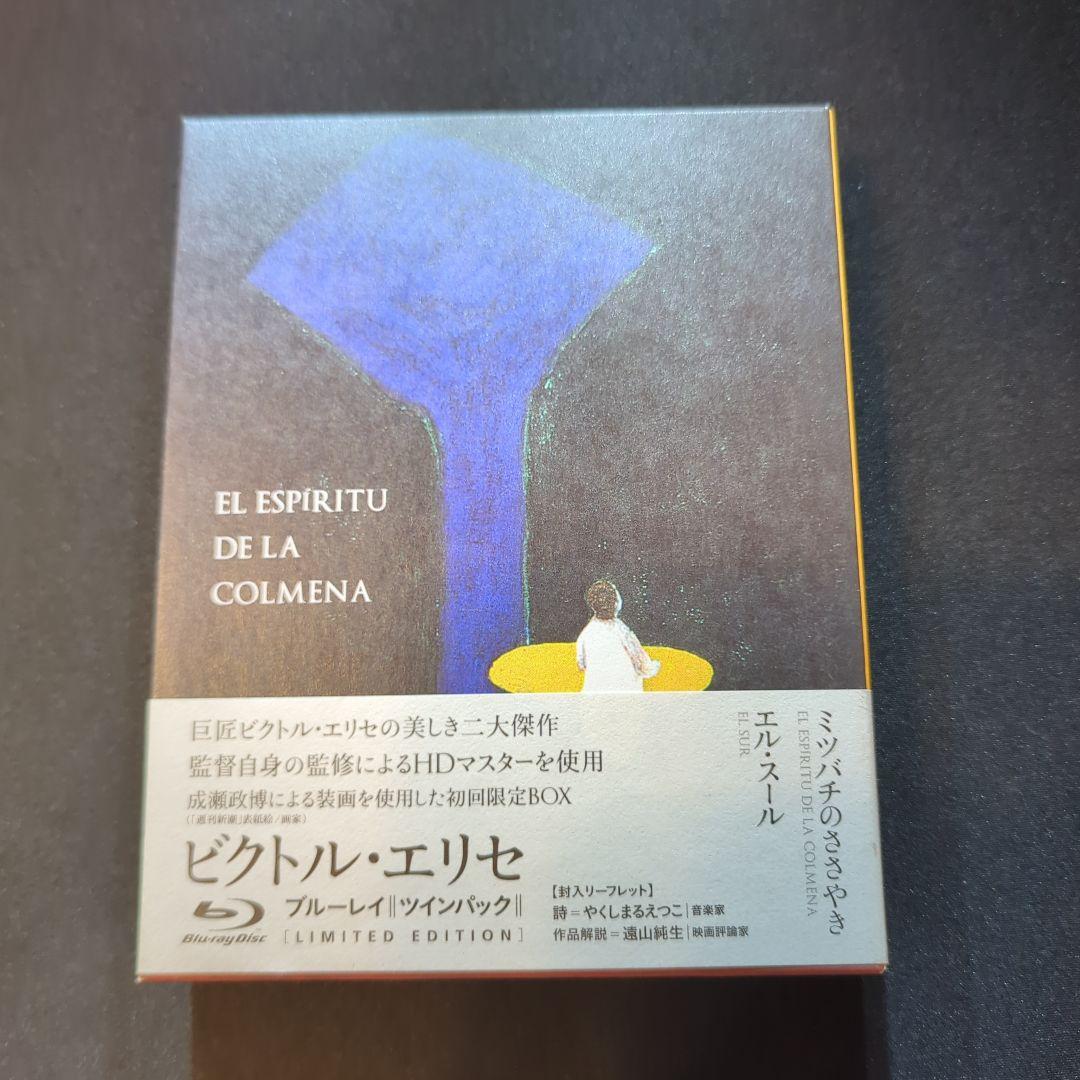 EL ESPÍRITU
DE LA
COLMENA
巨匠ビクトル・エリセの美しき二大傑作
監督自身の監修によるHDマスターを使用
成瀬政博による装画を使用した初回限定BOX
(「週刊新潮」表紙絵/画家)
ビクトル・エリセ
Blu-ray Disc
ブルーレイ‖ツインパック‖
[LIMITED EDITION]
【封入リーフレット】
詩=やくしまるえつこ|音楽家
作品解説=遠山純生|映画評論家
ミツバチのささやき
EL ESPÍRITU DE LA COLMENA
エル・スール
EL SUR